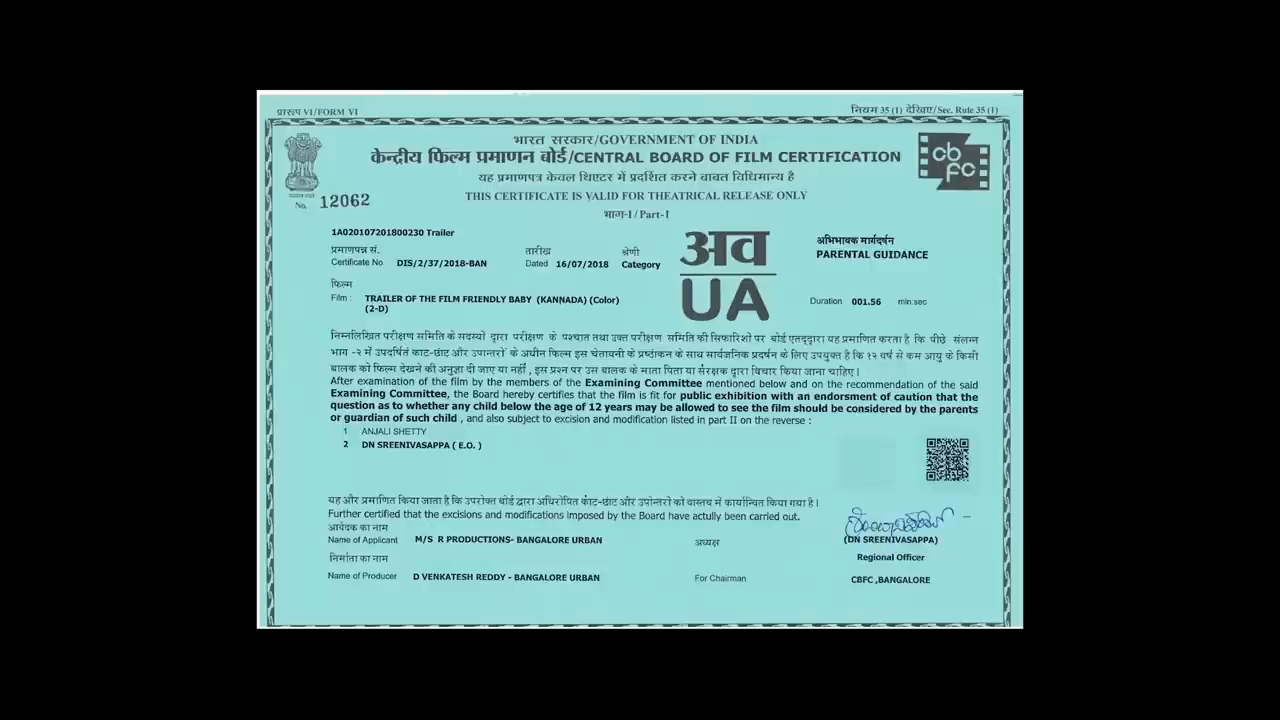 प्रारूप VI/FORM VI
नियम 35 (1) देखिए/Sec. Rule 35 (1)
भारत सरकार/GOVERNMENT OF INDIA
केन्द्रीय फिल्म प्रमाणन बोर्ड/CENTRAL BOARD OF FILM CERTIFICATION
cb
fc
यह प्रमाणपत्र केवल थिएटर में प्रदर्शित करने बाबत विधिमान्य है
THIS CERTIFICATE IS VALID FOR THEATRICAL RELEASE ONLY
No. 12062
भाग-I / Part-I
1A020107201800230 Trailer
प्रमाणपत्र सं. तारीख श्रेणी
Certificate No. DIS/2/37/2018-BAN Dated 16/07/2018 Category
अव
UA
अभिभावक मार्गदर्शन
PARENTAL GUIDANCE
फिल्म
Film : TRAILER OF THE FILM FRIENDLY BABY (KANNADA) (Color)
(2-D)
Duration 001.56 min:sec
निम्नलिखित परीक्षण समिति के सदस्यो द्वारा परीक्षण के पश्चात तथा उक्त परीक्षण समिति की सिफारिशों पर बोर्ड एतद्द्वारा यह प्रमाणित करता है कि पीछे संलग्न
भाग -२ में उपदर्षित काट-छांट और उपान्तरों के अधीन फिल्म इस चेतावनी के प्रष्ठांकन के साथ सार्वजनिक प्रदर्षन के लिए उपयुक्त है कि १२ वर्ष से कम आयु के किसी
बालक को फिल्म देखने की अनुज्ञा दी जाए या नहीं , इस प्रश्न पर उस बालक के माता पिता या संरक्षक द्वारा विचार किया जाना चाहिए।
After examination of the film by the members of the Examining Committee mentioned below and on the recommendation of the said
Examining Committee, the Board hereby certifies that the film is fit for public exhibition with an endorsment of caution that the
question as to whether any child below the age of 12 years may be allowed to see the film should be considered by the parents
or guardian of such child , and also subject to excision and modification listed in part II on the reverse :
1 ANJALI SHETTY
2 DN SREENIVASAPPA ( E.O. )
यह और प्रमाणित किया जाता है कि उपरोक्त बोर्ड द्वारा अधिरोपित काट-छांट और उपांन्तरों को वास्तव में कार्यान्वित किया गया है।
Further certified that the excisions and modifications imposed by the Board have actully been carried out.
आवेदक का नाम
Name of Applicant M/S R PRODUCTIONS- BANGALORE URBAN
अध्यक्ष
(DN SREENIVASAPPA)
निर्माता का नाम
Regional Officer
Name of Producer D VENKATESH REDDY - BANGALORE URBAN
For Chairman
CBFC ,BANGALORE